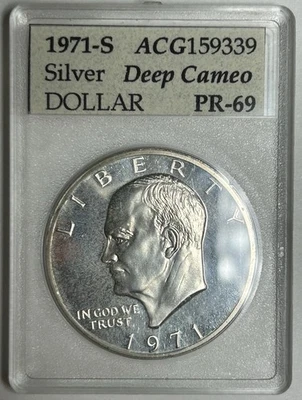 1971-S ACG159339
Silver Deep Cameo
DOLLAR PR-69
LIBERTY
IN GOD WE
TRUST
1971